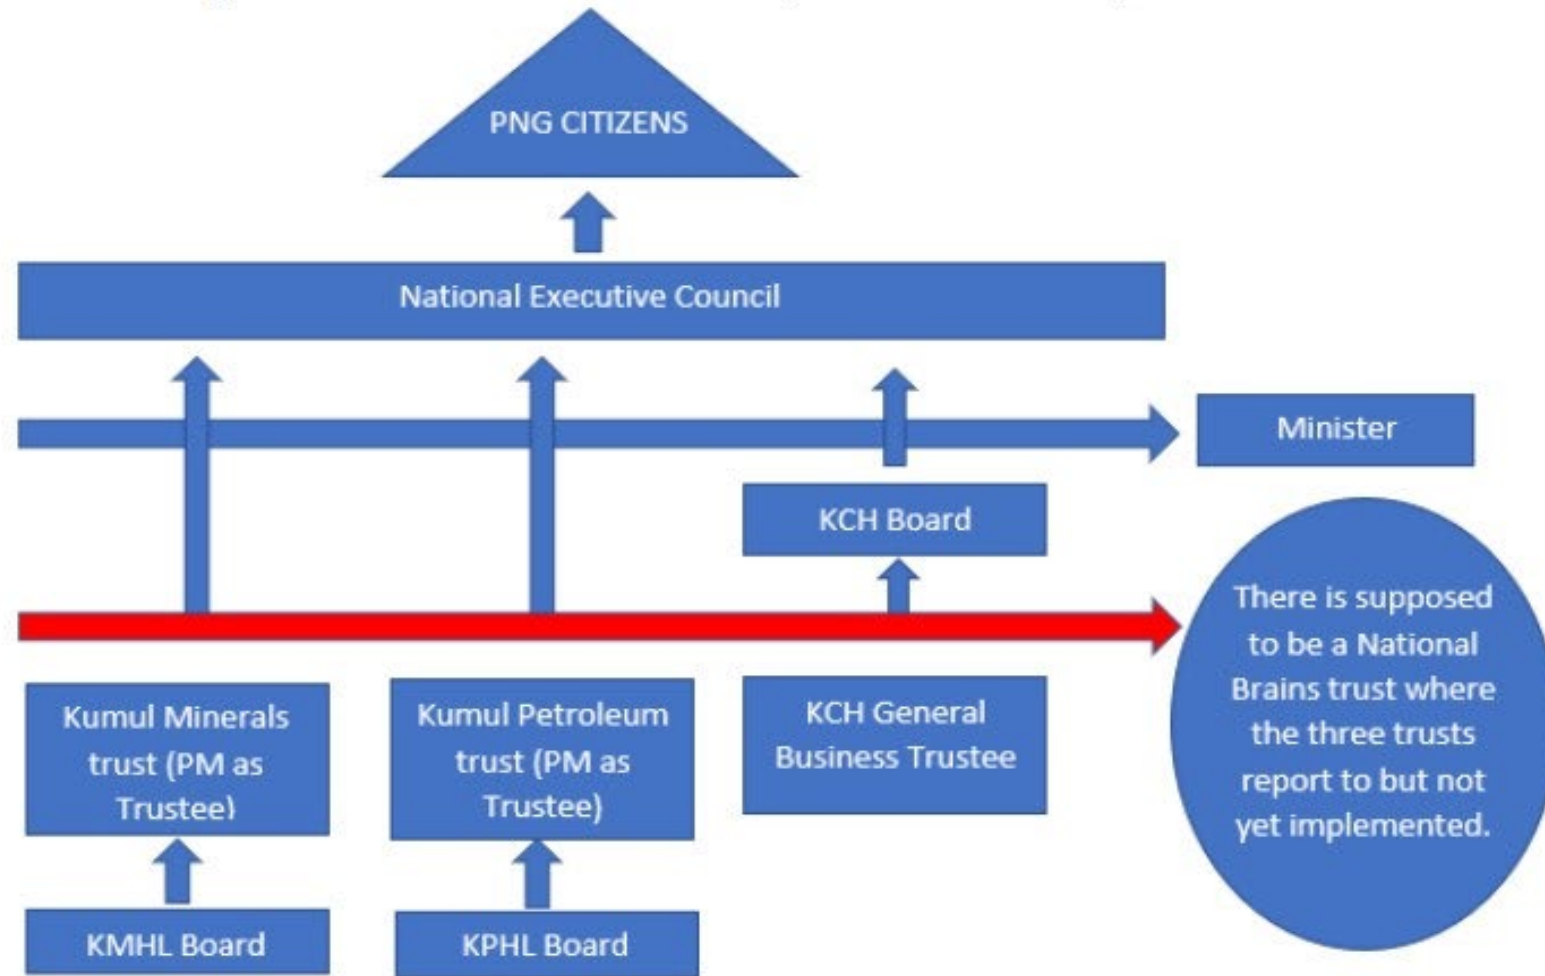 PNG CITIZENS
National Executive Council
Minister
KCH Board
There is supposed
to be a National
Brains trust where
the three trusts
report to but not
yet implemented.
Kumul Minerals
trust (PM as
Trustee)
Kumul Petroleum
trust (PM as
Trustee)
KCH General
Business Trustee
KMHL Board
KPHL Board